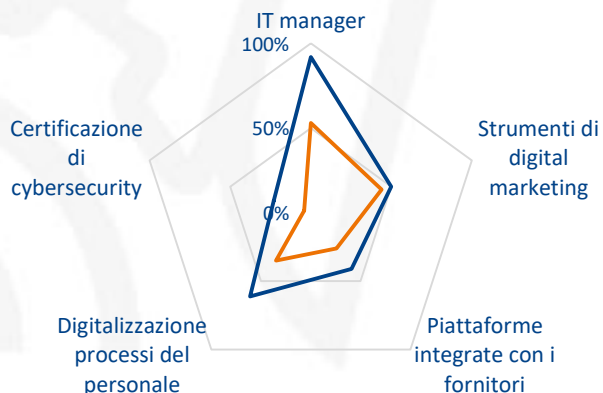 IT manager
100%
Certificazione
di
cybersecurity
50%
Strumenti di
digital
marketing
0%
Digitalizzazione
processi del
personale
Piattaforme
integrate con i
fornitori